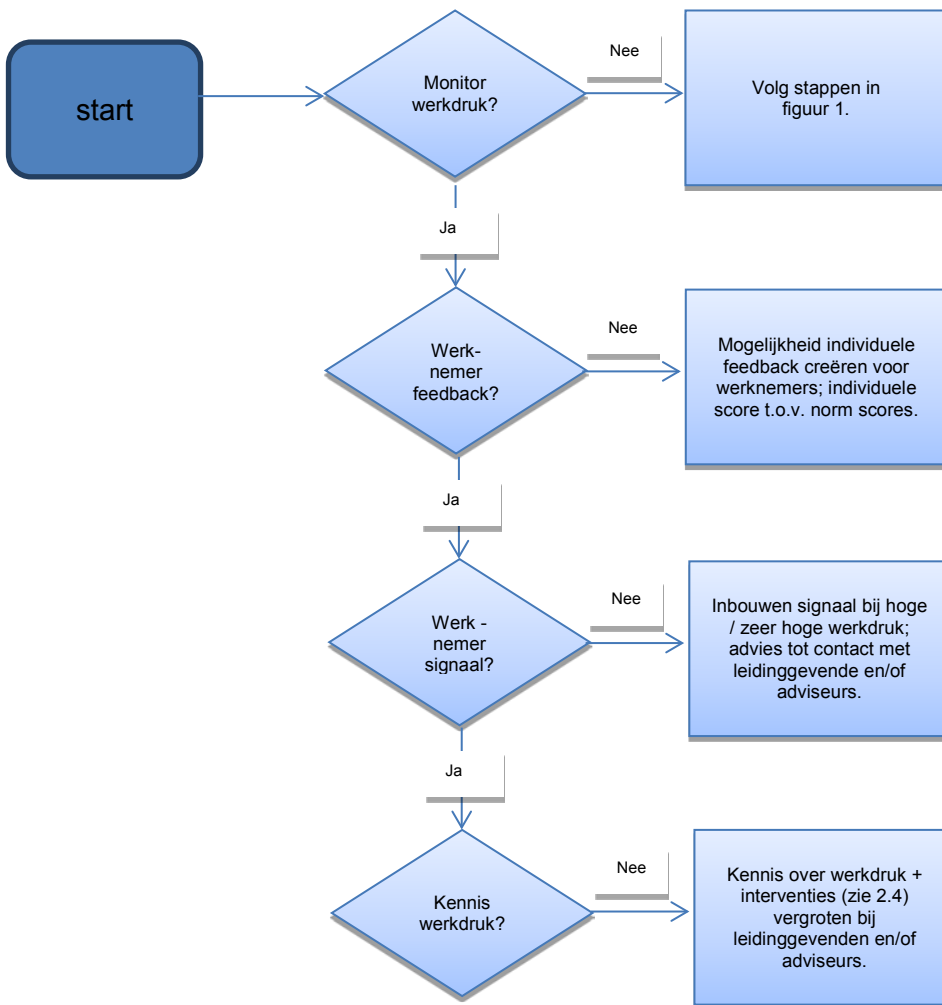 start
Monitor
werkdruk?
Nee
Volg stappen in
figuur 1.
Ja
Werk-
nemer
feedback?
Nee
Mogelijkheid individuele
feedback creëren voor
werknemers; individuele
score t.o.v. norm scores.
Ja
Werk -
nemer
signaal?
Nee
Inbouwen signaal bij hoge
/ zeer hoge werkdruk;
advies tot contact met
leidinggevende en/of
adviseurs.
Ja
Kennis
werkdruk?
Nee
Kennis over werkdruk +
interventies (zie 2.4)
vergroten bij
leidinggevenden en/of
adviseurs.